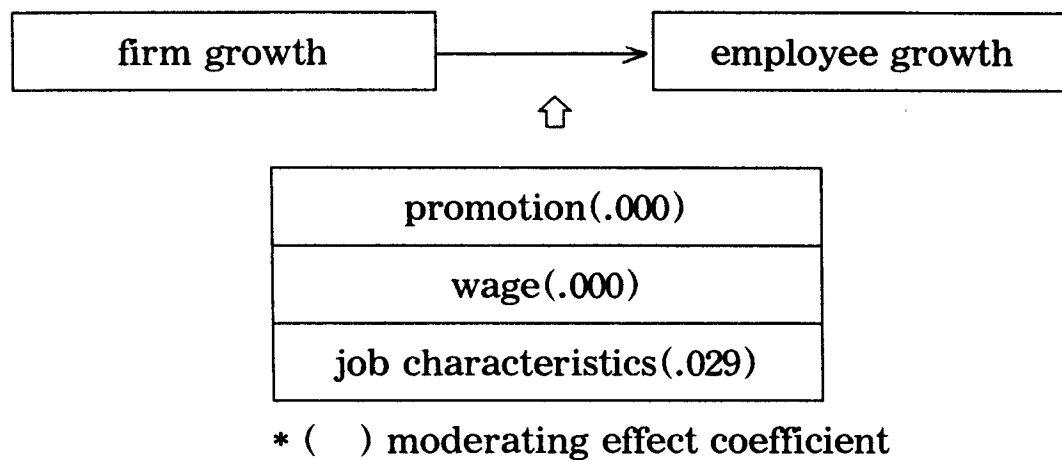 firm growth
employee growth
promotion(.000)
wage(.000)
job characteristics(.029)
* (  ) moderating effect coefficient